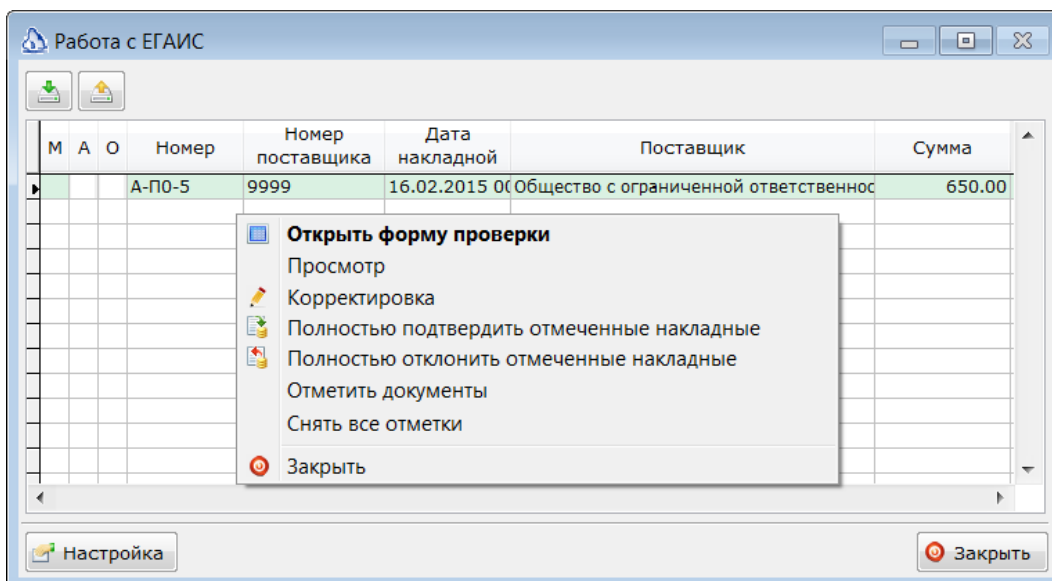 Работа с ЕГАИС
М А О Номер Номер поставщика Дата накладной Поставщик Сумма
А-П0-5 9999 16.02.2015 00 Общество с ограниченной ответственнос 650.00
Открыть форму проверки
Просмотр
Корректировка
Полностью подтвердить отмеченные накладные
Полностью отклонить отмеченные накладные
Отметить документы
Снять все отметки
Закрыть
Настройка Закрыть